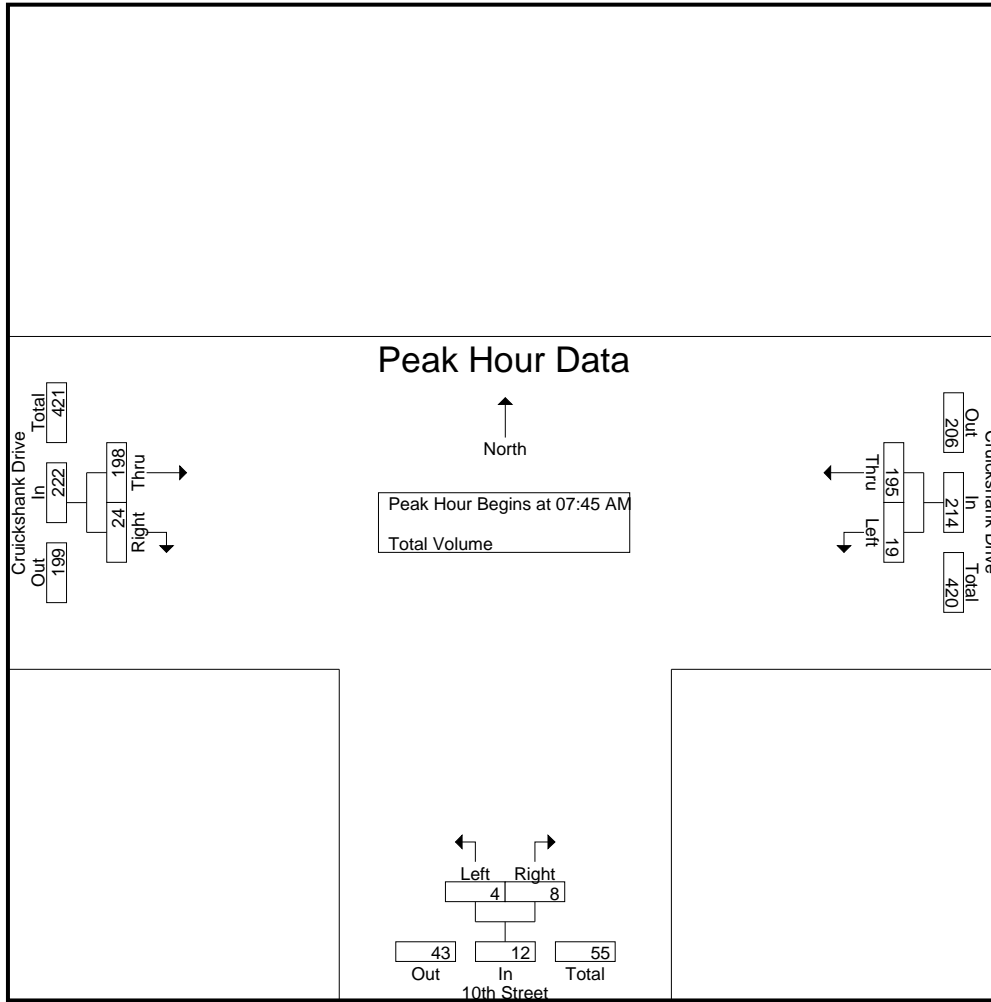 Peak Hour Data
North
Peak Hour Begins at 07:45 AM
Total Volume
Cruickshank Drive
Out In Total
199 222 421
24 198
Right Thru
Cruickshank Drive
Out In Total
206 214 420
195 19
Thru Left
Left Right
4 8
43 12 55
Out In Total
10th Street